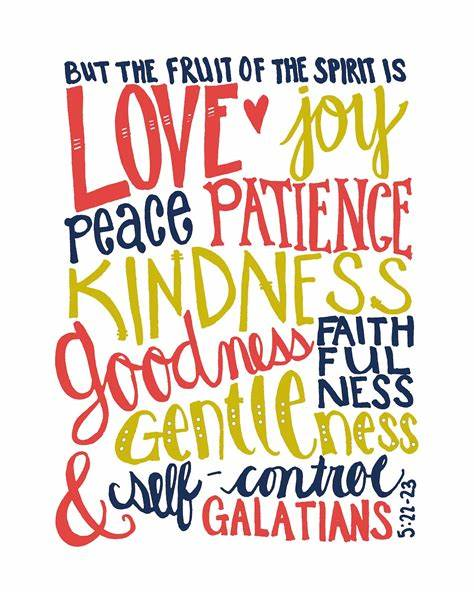 BUT THE FRUIT OF THE SPIRIT IS
LOVE joy
peace PATIENCE
KINDNESS
goodness FAITH
FUL
NESS
Gentleness
& self-control
GALATIANS 5:22-23